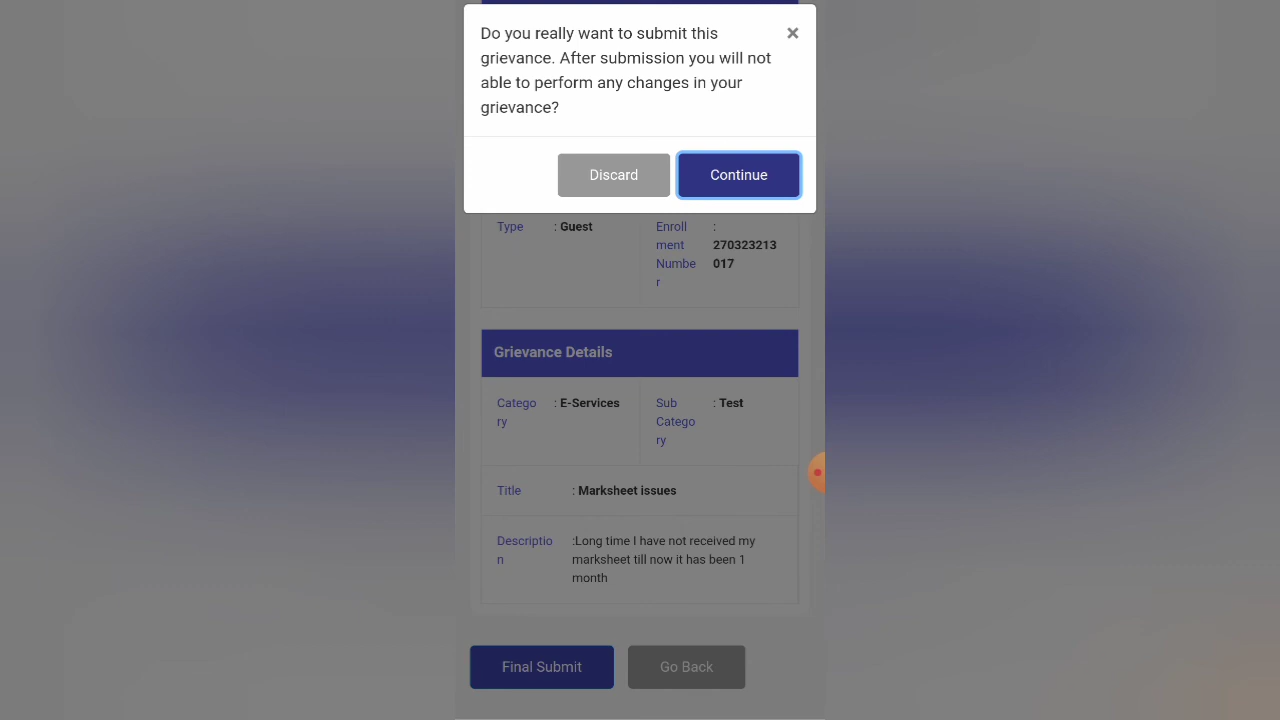 Do you really want to submit this
×
grievance. After submission you will not
able to perform any changes in your
grievance?
Discard
Continue
Type : Guest
Enroll :
ment 270323213
Numbe 017
r
Grievance Details
Catego : E-Services
ry
Sub : Test
Catego
ry
Title : Marksheet issues
Descriptio :Long time I have not received my
n marksheet till now it has been 1
month
Final Submit
Go Back